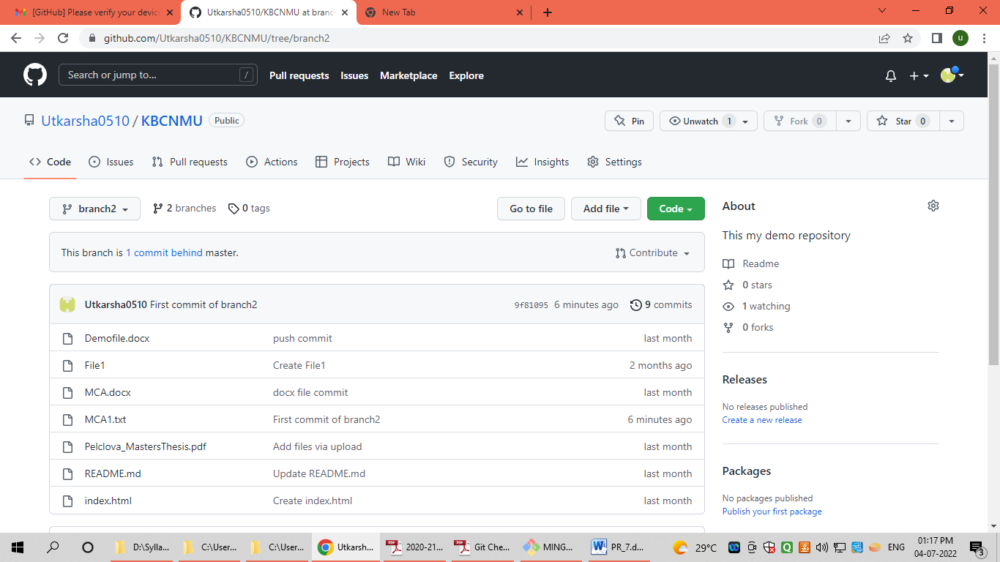 [GitHub] Please verify your device
Utkarsha0510/KBCNMU at branch
New Tab
github.com/Utkarsha0510/KBCNMU/tree/branch2
u
Search or jump to... /
Pull requests Issues Marketplace Explore
Utkarsha0510 / KBCNMU Public
Pin Unwatch 1 Fork 0 Star 0
Code Issues Pull requests Actions Projects Wiki Security Insights Settings
branch2 2 branches 0 tags
Go to file Add file Code
This branch is 1 commit behind master.
Contribute
Utkarsha0510 First commit of branch2 9f81095 6 minutes ago 9 commits
Demofile.docx push commit last month
File1 Create File1 2 months ago
MCA.docx docx file commit last month
MCA1.txt First commit of branch2 6 minutes ago
Pelclova_MastersThesis.pdf Add files via upload last month
README.md Update README.md last month
index.html Create index.html last month
About
This my demo repository
Readme
0 stars
1 watching
0 forks
Releases
No releases published
Create a new release
Packages
No packages published
Publish your first package
D:\Sylla... C:\User... C:\User... Utkarsh... 2020-21... Git Che... MING... PR_7.d...
29°C ENG
01:17 PM
04-07-2022
3